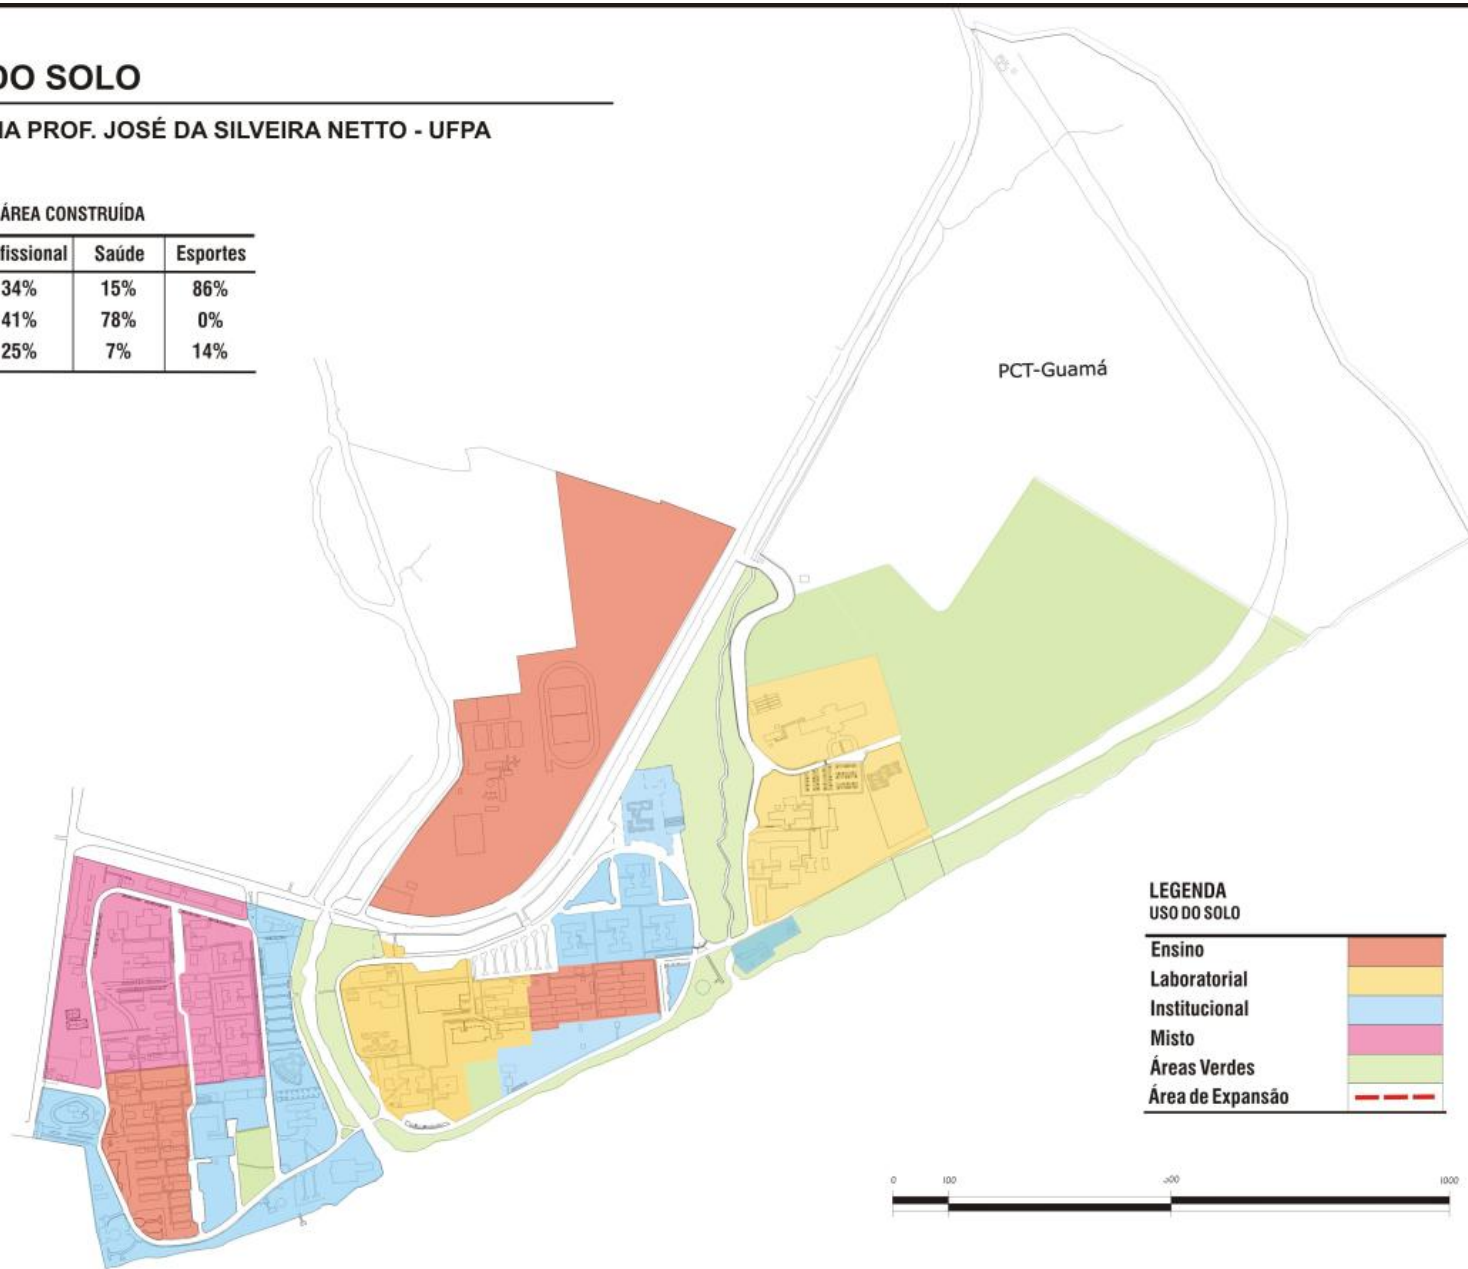 DO SOLO
PROF. JOSÉ DA SILVEIRA NETTO - UFPA
ÁREA CONSTRUÍDA
fissional Saúde Esportes
34% 15% 86%
41% 78% 0%
25% 7% 14%
PCT-Guamá
LEGENDA
USO DO SOLO
Ensino
Laboratorial
Institucional
Misto
Áreas Verdes
Área de Expansão
0 100 500 1000